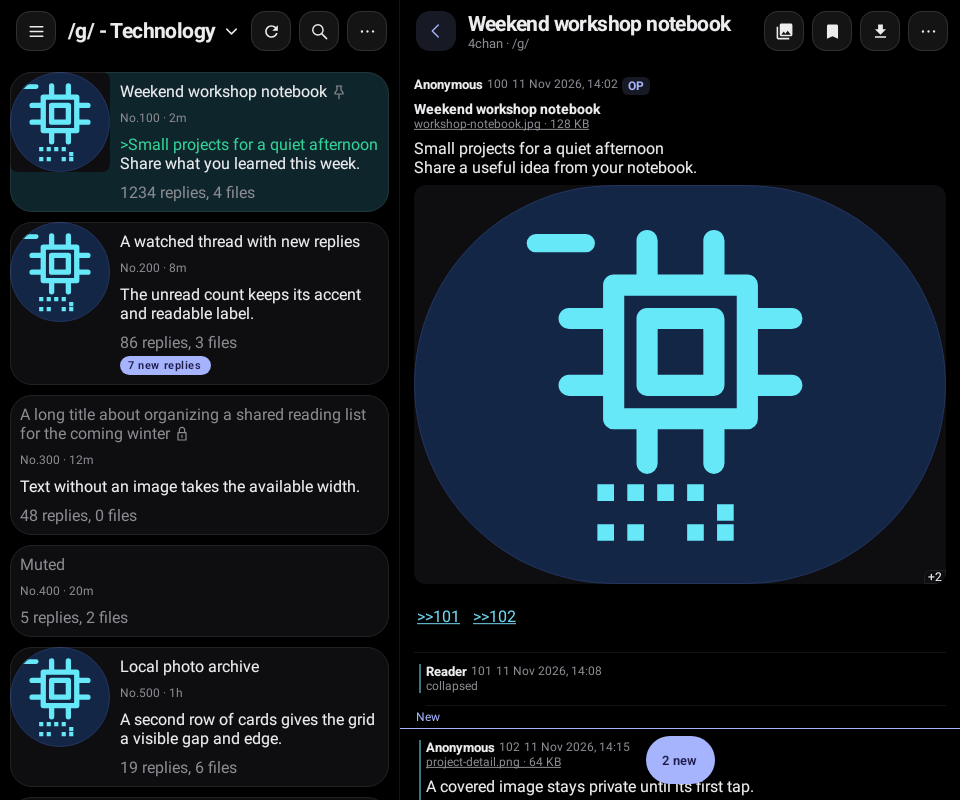 /g/ - Technology
Weekend workshop notebook
No.100 · 2m
>Small projects for a quiet afternoon
Share what you learned this week.
1234 replies, 4 files
A watched thread with new replies
No.200 · 8m
The unread count keeps its accent
and readable label.
86 replies, 3 files
7 new replies
A long title about organizing a shared reading list
for the coming winter
No.300 · 12m
Text without an image takes the available width.
48 replies, 0 files
Muted
No.400 · 20m
5 replies, 2 files
Local photo archive
No.500 · 1h
A second row of cards gives the grid
a visible gap and edge.
19 replies, 6 files
Weekend workshop notebook
4chan · /g/
Anonymous 100 11 Nov 2026, 14:02 OP
Weekend workshop notebook
workshop-notebook.jpg · 128 KB
Small projects for a quiet afternoon
Share a useful idea from your notebook.
+2
>>101 >>102
Reader 101 11 Nov 2026, 14:08
collapsed
New
Anonymous 102 11 Nov 2026, 14:15
project-detail.png · 64 KB
2 new
A covered image stays private until its first tap.